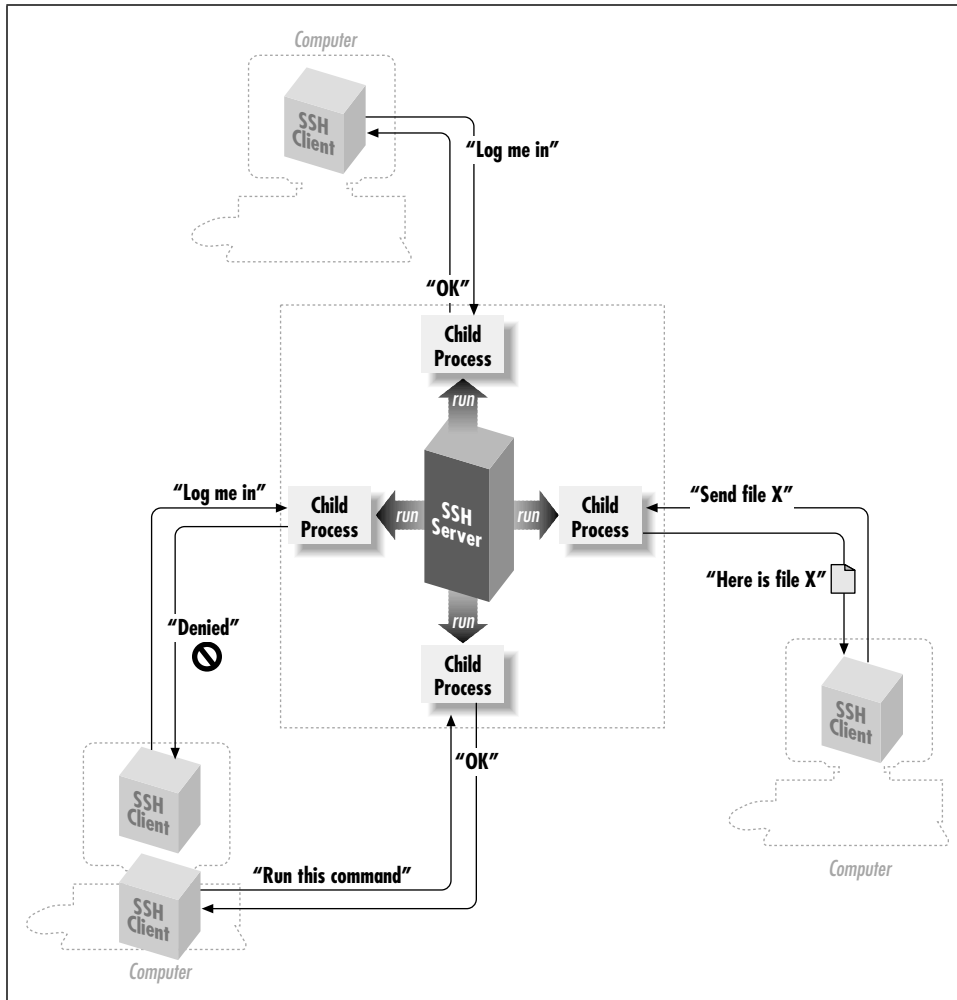 Computer
SSH
Client
“Log me in”
“OK”
Child
Process
run
“Log me in”
Child
Process
run
SSH
Server
run
Child
Process
“Send file X”
“Here is file X”
“Denied”
run
Child
Process
“OK”
SSH
Client
SSH
Client
Computer
“Run this command”
SSH
Client
Computer